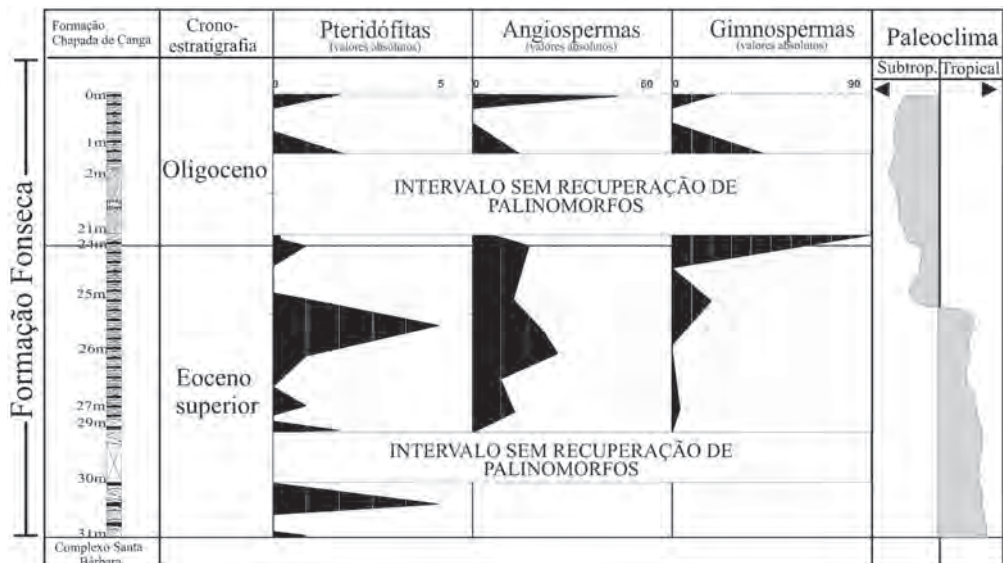 Formação
Chapada de Canga
Crono-
estratigrafia
Pteridófitas
(valores absolutos)
Angiospermas
(valores absolutos)
Gimnospermas
(valores absolutos)
Paleoclima
Subtrop.
Tropical
0
5
0
60
0
90
Formação Fonseca
0m
1m
2m
21m
24m
25m
26m
27m
29m
30m
31m
Oligoceno
Eoceno
superior
INTERVALO SEM RECUPERAÇÃO DE
PALINOMORFOS
INTERVALO SEM RECUPERAÇÃO DE
PALINOMORFOS
Complexo Santa
Bárbara